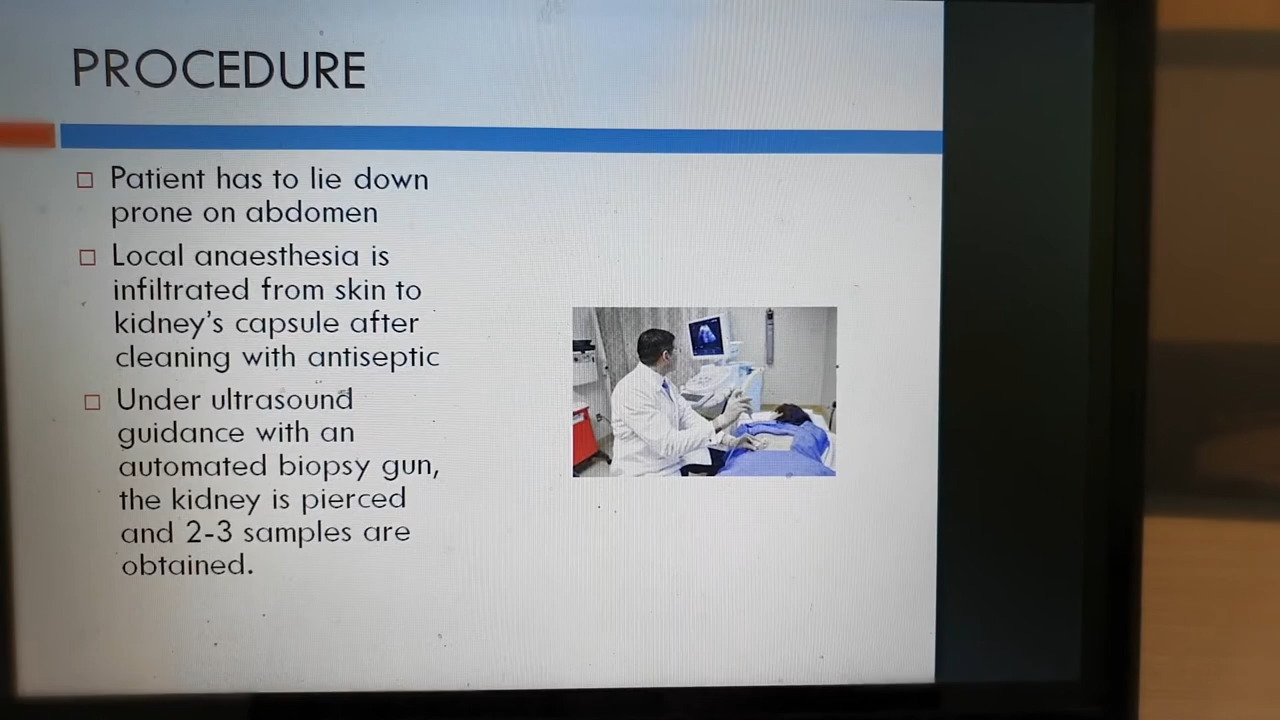 PROCEDURE
Patient has to lie down
prone on abdomen
Local anaesthesia is
infiltrated from skin to
kidney's capsule after
cleaning with antiseptic
Under ultrasound
guidance with an
automated biopsy gun,
the kidney is pierced
and 2-3 samples are
obtained.